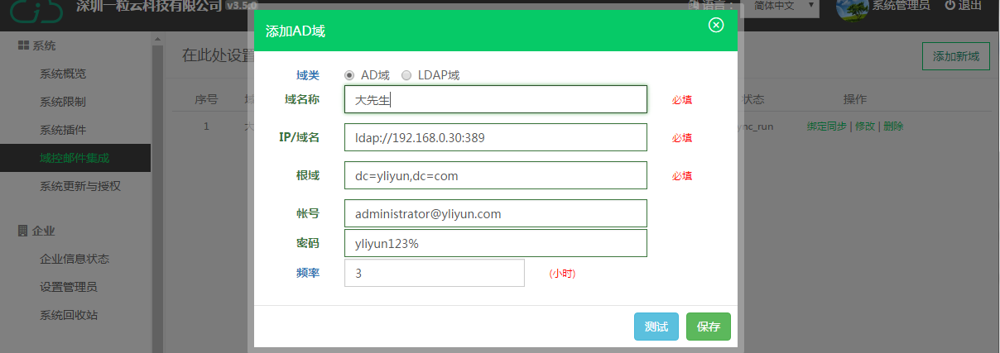 深圳一粒云科技有限公司 v3.5.0
语言：
简体中文
系统管理员
退出
系统
系统概览
系统限制
系统插件
域控邮件集成
系统更新与授权
企业
企业信息状态
设置管理员
系统回收站
在此处设置
添加新域
序号
状态
操作
1
ync_run
绑定同步 | 修改 | 删除
添加AD域
域类 AD域 LDAP域
域名称 大先生 必填
IP/域名 ldap://192.168.0.30:389 必填
根域 dc=yliyun,dc=com 必填
帐号 administrator@yliyun.com
密码 yliyun123%
频率 3 (小时)
测试 保存